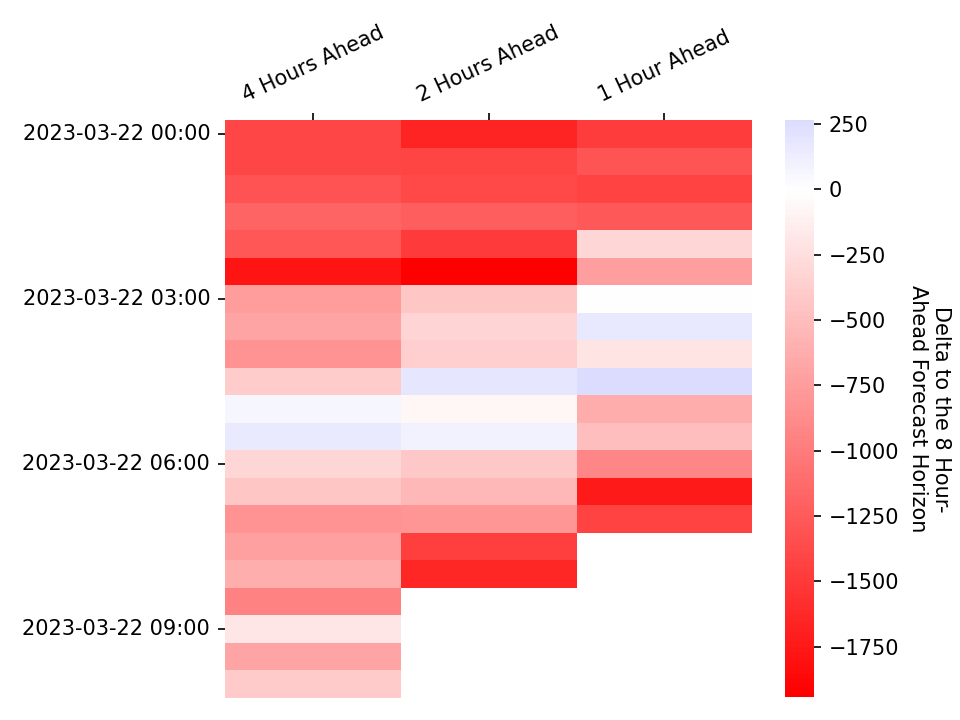 4 Hours Ahead
2 Hours Ahead
1 Hour Ahead
2023-03-22 00:00
2023-03-22 03:00
2023-03-22 06:00
2023-03-22 09:00
250
0
−250
−500
−750
−1000
−1250
−1500
−1750
Delta to the 8 Hour-
Ahead Forecast Horizon